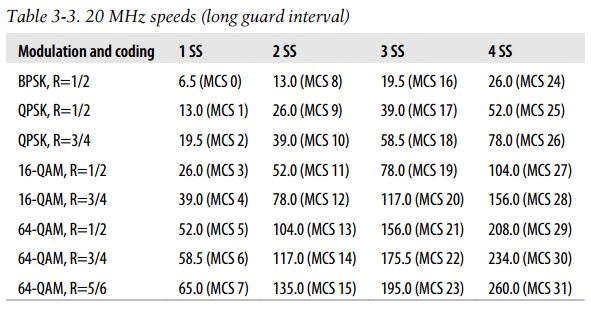 Table 3-3. 20 MHz speeds (long guard interval)
Modulation and coding 1 SS 2 SS 3 SS 4 SS
BPSK, R=1/2 6.5 (MCS 0) 13.0 (MCS 8) 19.5 (MCS 16) 26.0 (MCS 24)
QPSK, R=1/2 13.0 (MCS 1) 26.0 (MCS 9) 39.0 (MCS 17) 52.0 (MCS 25)
QPSK, R=3/4 19.5 (MCS 2) 39.0 (MCS 10) 58.5 (MCS 18) 78.0 (MCS 26)
16-QAM, R=1/2 26.0 (MCS 3) 52.0 (MCS 11) 78.0 (MCS 19) 104.0 (MCS 27)
16-QAM, R=3/4 39.0 (MCS 4) 78.0 (MCS 12) 117.0 (MCS 20) 156.0 (MCS 28)
64-QAM, R=1/2 52.0 (MCS 5) 104.0 (MCS 13) 156.0 (MCS 21) 208.0 (MCS 29)
64-QAM, R=3/4 58.5 (MCS 6) 117.0 (MCS 14) 175.5 (MCS 22) 234.0 (MCS 30)
64-QAM, R=5/6 65.0 (MCS 7) 135.0 (MCS 15) 195.0 (MCS 23) 260.0 (MCS 31)